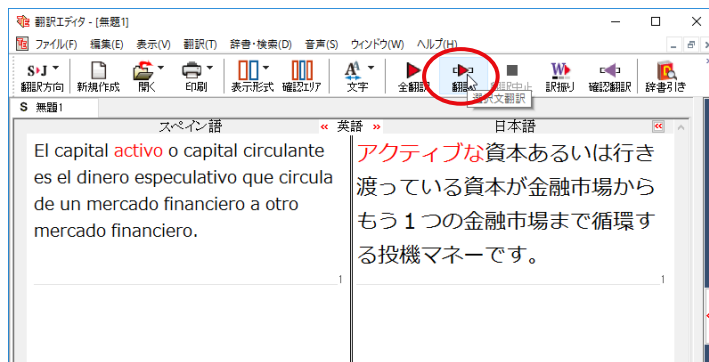 翻訳エディタ - [無題1]
ファイル(F) 編集(E) 表示(V) 翻訳(T) 辞書・検索(D) 音声(S) ウィンドウ(W) ヘルプ(H)
S›J
翻訳方向 新規作成 開く 印刷 表示形式 確認エリア 文字 全翻訳 翻訳 翻訳中止 訳振り 確認翻訳 辞書引き
選択文翻訳
S 無題1
スペイン語 « 英語 » 日本語 «
El capital activo o capital circulante
es el dinero especulativo que circula
de un mercado financiero a otro
mercado financiero.
1
アクティブな資本あるいは行き
渡っている資本が金融市場から
もう1つの金融市場まで循環す
る投機マネーです。
1